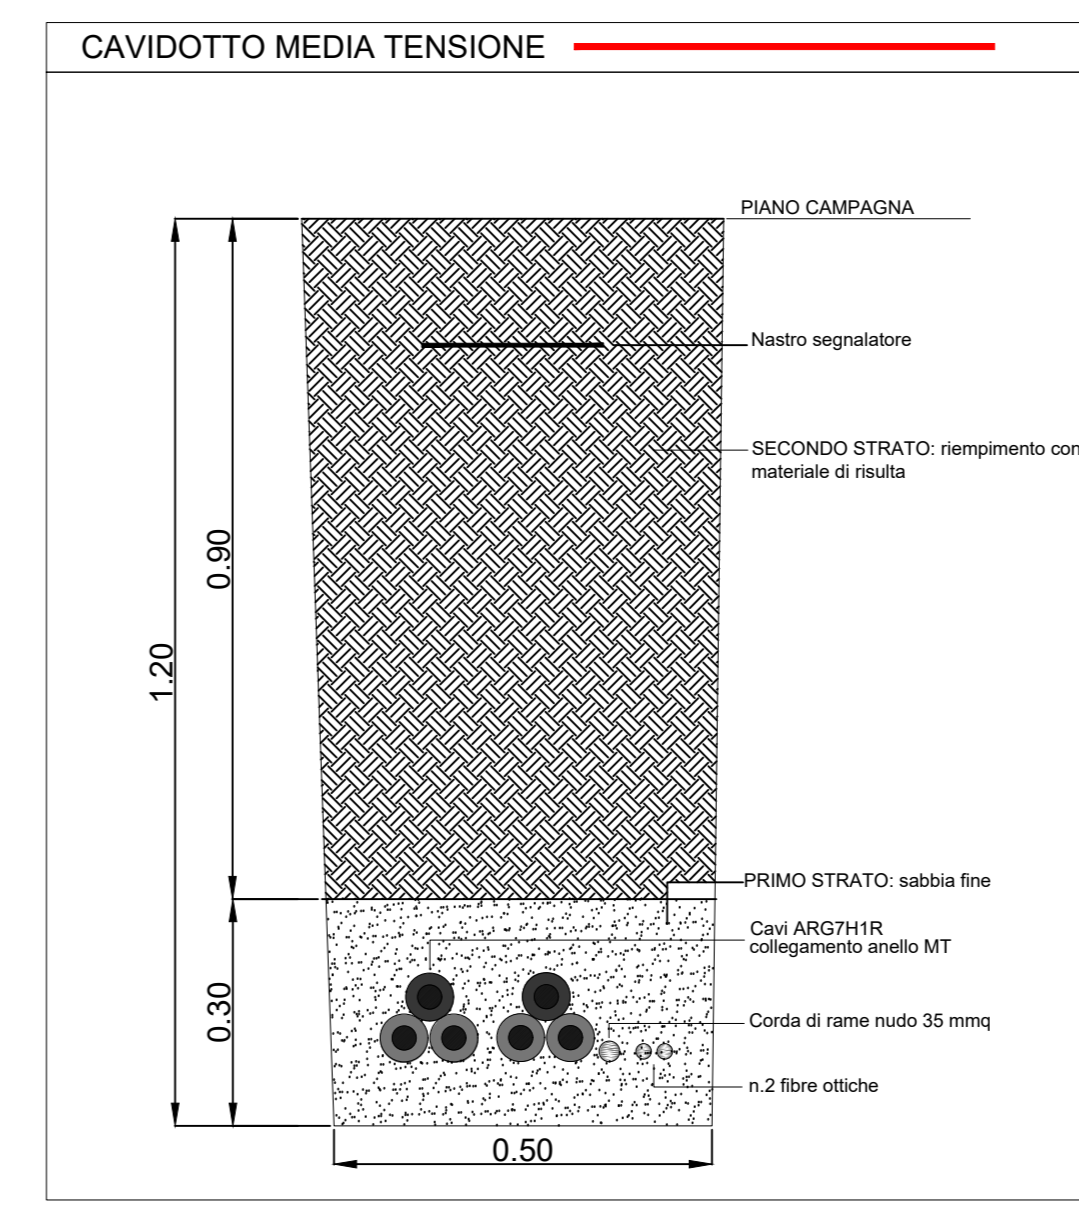 CAVIDOTTO MEDIA TENSIONE
PIANO CAMPAGNA
Nastro segnalatore
SECONDO STRATO: riempimento con
materiale di risulta
0.90
1.20
PRIMO STRATO: sabbia fine
Cavi ARG7H1R
collegamento anello MT
0.30
Corda di rame nudo 35 mmq
n.2 fibre ottiche
0.50